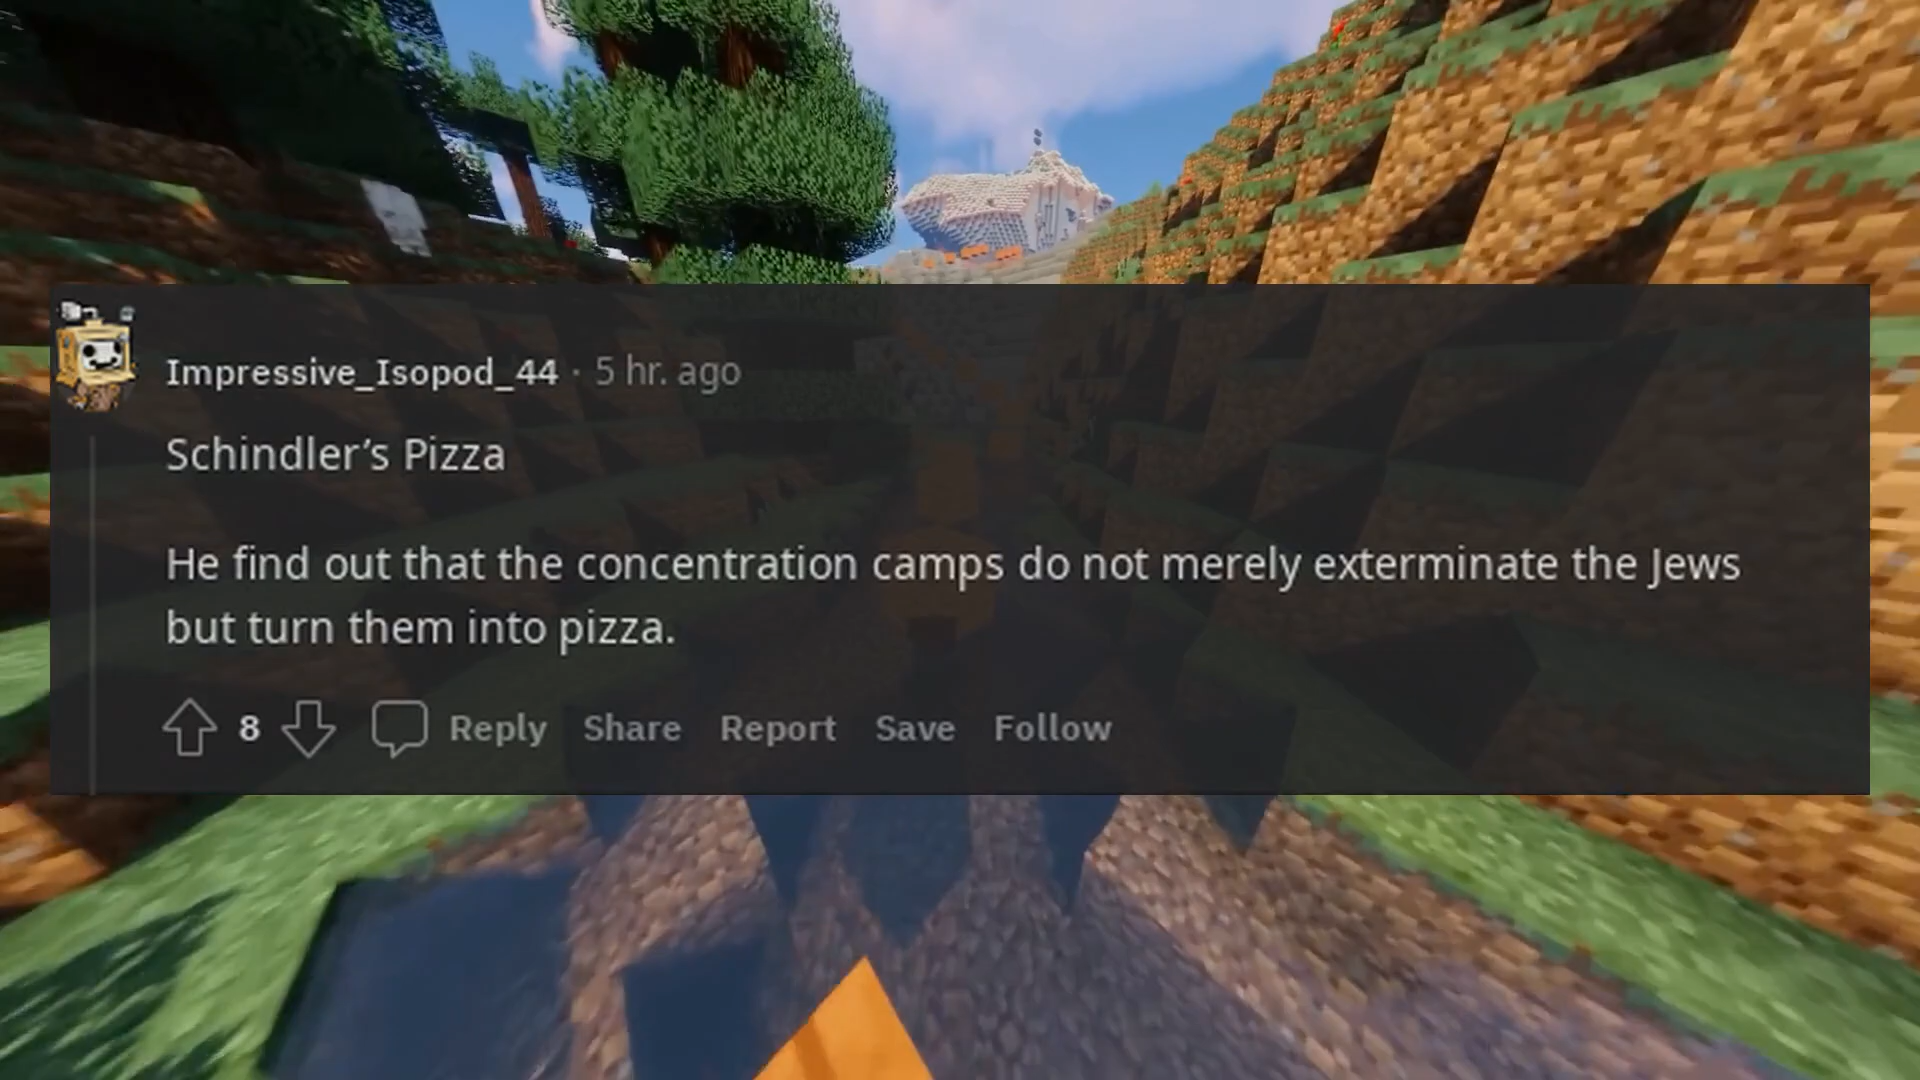 Impressive_Isopod_44 · 5 hr. ago
Schindler’s Pizza
He find out that the concentration camps do not merely exterminate the Jews
but turn them into pizza.
8 Reply Share Report Save Follow